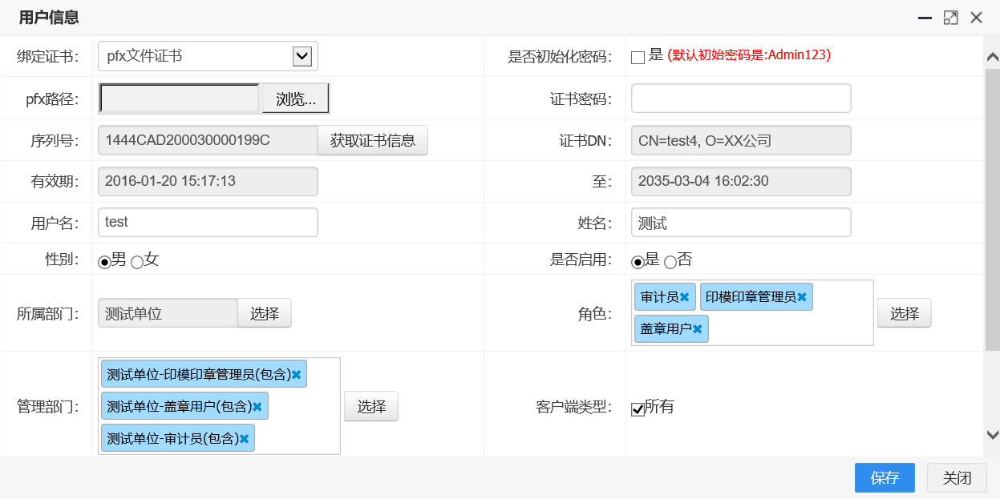 用户信息
绑定证书： pfx文件证书 是否初始化密码： 是 (默认初始密码是:Admin123)
pfx路径： 浏览... 证书密码：
序列号： 1444CAD200030000199C 获取证书信息 证书DN： CN=test4, O=XX公司
有效期： 2016-01-20 15:17:13 至： 2035-03-04 16:02:30
用户名： test 姓名： 测试
性别： 男 女 是否启用： 是 否
所属部门： 测试单位 选择 角色： 审计员 印模印章管理员 选择
盖章用户
测试单位-印模印章管理员(包含)
管理部门： 测试单位-盖章用户(包含) 选择 客户端类型： 所有
测试单位-审计员(包含)
保存 关闭